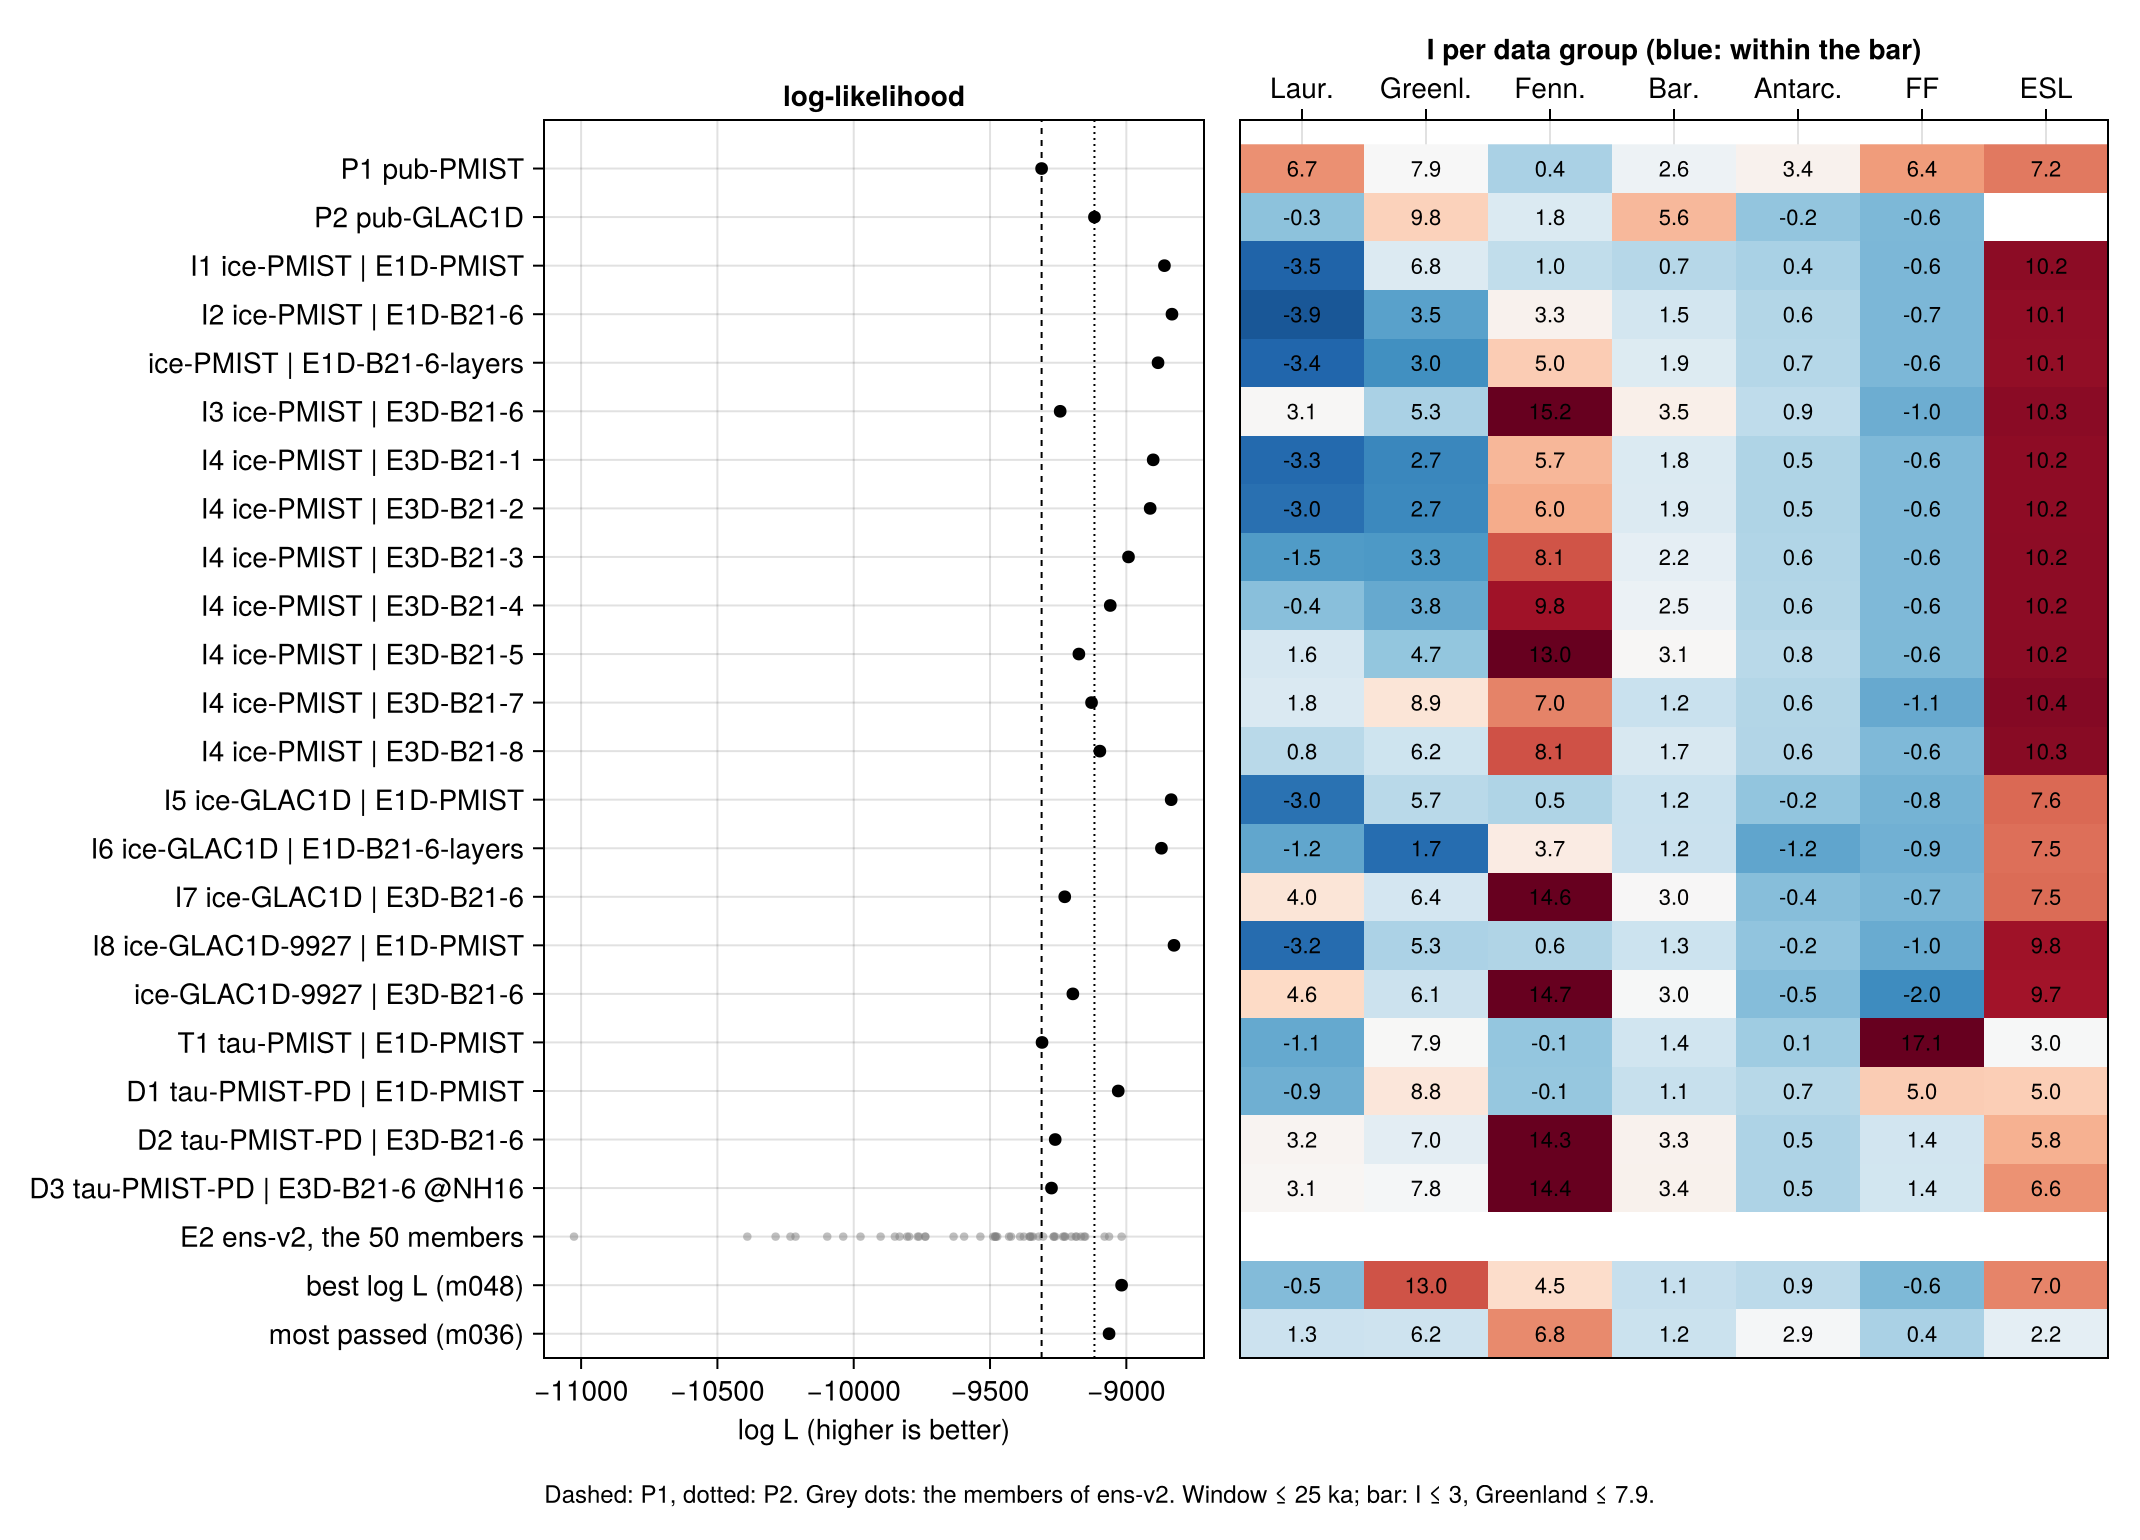 I per data group (blue: within the bar)
log-likelihood
Laur. Greenl. Fenn. Bar. Antarc. FF ESL
P1 pub-PMIST 6.7 7.9 0.4 2.6 3.4 6.4 7.2
P2 pub-GLAC1D -0.3 9.8 1.8 5.6 -0.2 -0.6
I1 ice-PMIST | E1D-PMIST -3.5 6.8 1.0 0.7 0.4 -0.6 10.2
I2 ice-PMIST | E1D-B21-6 -3.9 3.5 3.3 1.5 0.6 -0.7 10.1
ice-PMIST | E1D-B21-6-layers -3.4 3.0 5.0 1.9 0.7 -0.6 10.1
I3 ice-PMIST | E3D-B21-6 3.1 5.3 15.2 3.5 0.9 -1.0 10.3
I4 ice-PMIST | E3D-B21-1 -3.3 2.7 5.7 1.8 0.5 -0.6 10.2
I4 ice-PMIST | E3D-B21-2 -3.0 2.7 6.0 1.9 0.5 -0.6 10.2
I4 ice-PMIST | E3D-B21-3 -1.5 3.3 8.1 2.2 0.6 -0.6 10.2
I4 ice-PMIST | E3D-B21-4 -0.4 3.8 9.8 2.5 0.6 -0.6 10.2
I4 ice-PMIST | E3D-B21-5 1.6 4.7 13.0 3.1 0.8 -0.6 10.2
I4 ice-PMIST | E3D-B21-7 1.8 8.9 7.0 1.2 0.6 -1.1 10.4
I4 ice-PMIST | E3D-B21-8 0.8 6.2 8.1 1.7 0.6 -0.6 10.3
I5 ice-GLAC1D | E1D-PMIST -3.0 5.7 0.5 1.2 -0.2 -0.8 7.6
I6 ice-GLAC1D | E1D-B21-6-layers -1.2 1.7 3.7 1.2 -1.2 -0.9 7.5
I7 ice-GLAC1D | E3D-B21-6 4.0 6.4 14.6 3.0 -0.4 -0.7 7.5
I8 ice-GLAC1D-9927 | E1D-PMIST -3.2 5.3 0.6 1.3 -0.2 -1.0 9.8
ice-GLAC1D-9927 | E3D-B21-6 4.6 6.1 14.7 3.0 -0.5 -2.0 9.7
T1 tau-PMIST | E1D-PMIST -1.1 7.9 -0.1 1.4 0.1 17.1 3.0
D1 tau-PMIST-PD | E1D-PMIST -0.9 8.8 -0.1 1.1 0.7 5.0 5.0
D2 tau-PMIST-PD | E3D-B21-6 3.2 7.0 14.3 3.3 0.5 1.4 5.8
D3 tau-PMIST-PD | E3D-B21-6 @NH16 3.1 7.8 14.4 3.4 0.5 1.4 6.6
E2 ens-v2, the 50 members
best log L (m048) -0.5 13.0 4.5 1.1 0.9 -0.6 7.0
most passed (m036) 1.3 6.2 6.8 1.2 2.9 0.4 2.2
−11000 −10500 −10000 −9500 −9000
log L (higher is better)
Dashed: P1, dotted: P2. Grey dots: the members of ens-v2. Window ≤ 25 ka; bar: I ≤ 3, Greenland ≤ 7.9.